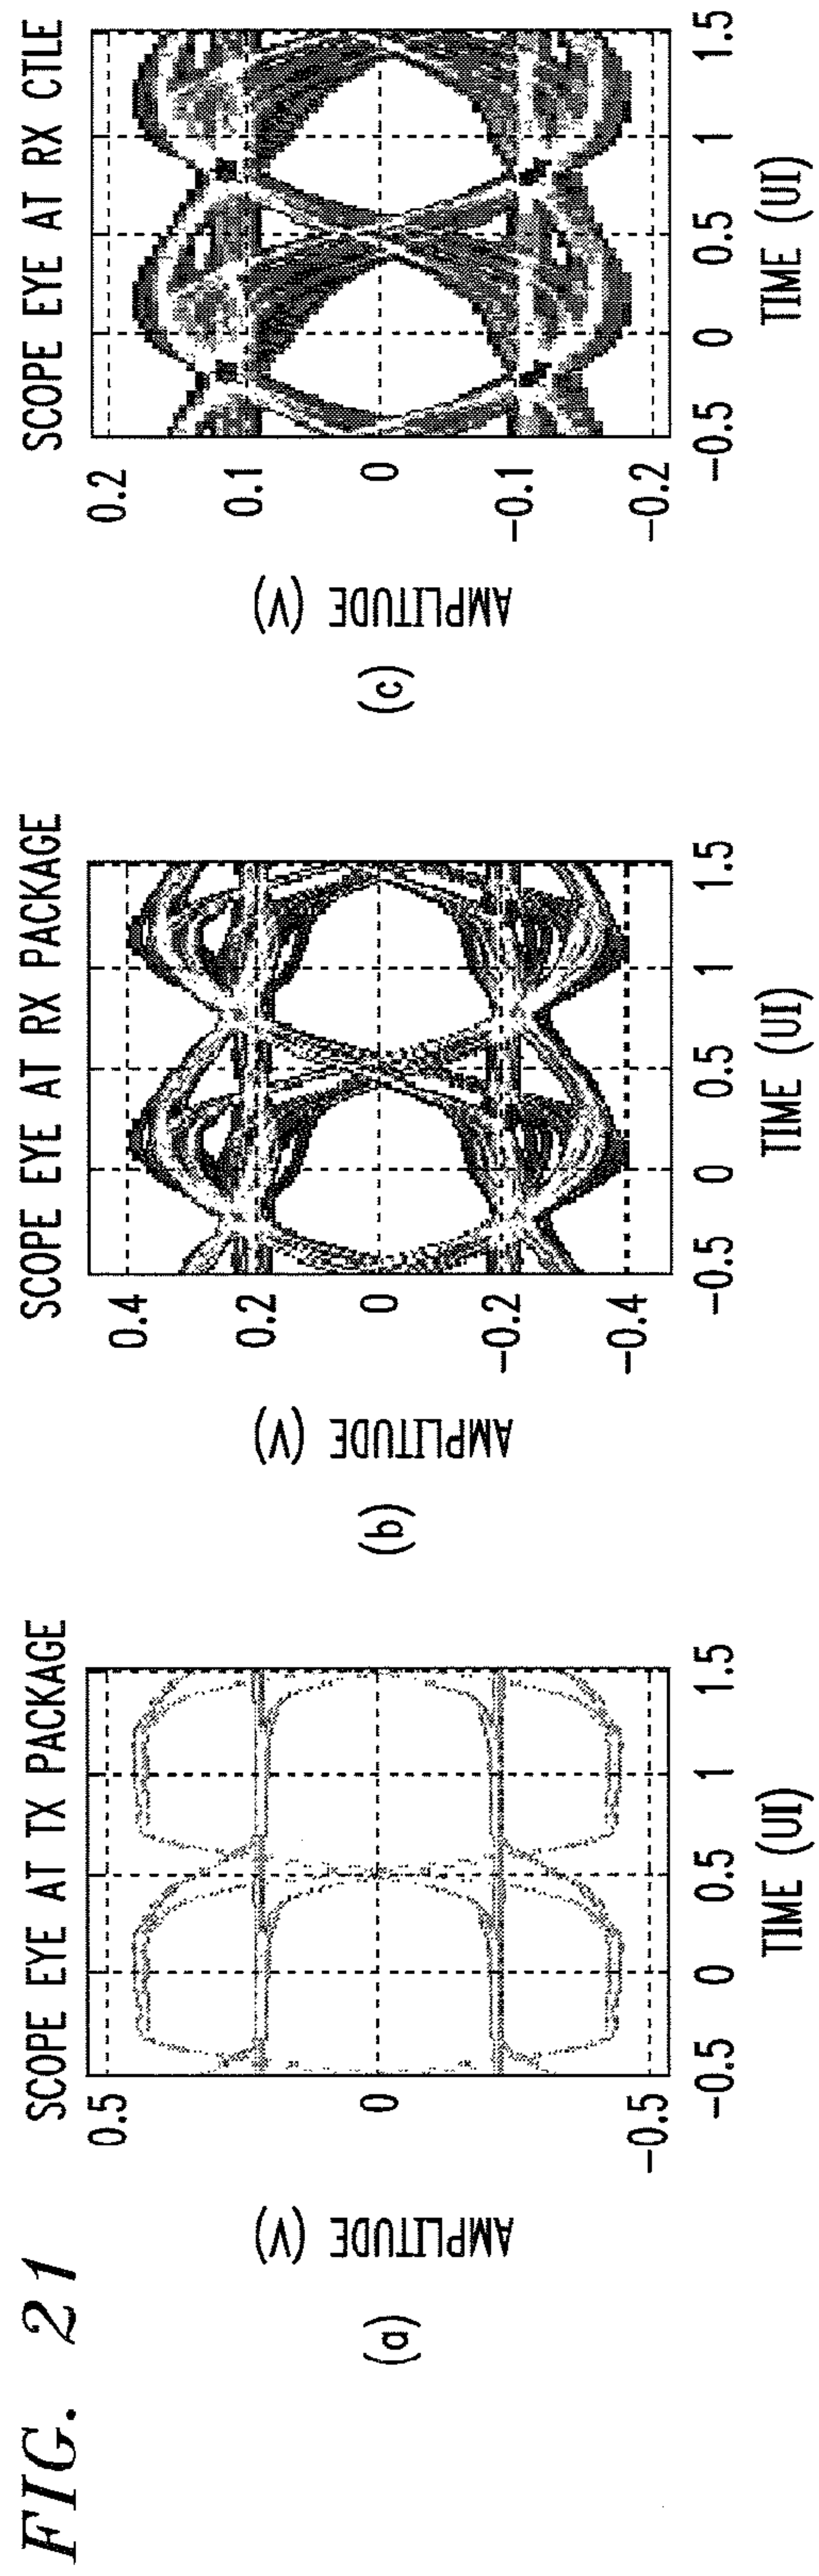 FIG. 21
(a)
SCOPE EYE AT TX PACKAGE
AMPLITUDE (V)
0.5
0
-0.5
-0.5 0 0.5 1 1.5
TIME (UI)
(b)
SCOPE EYE AT RX PACKAGE
AMPLITUDE (V)
0.4
0.2
0
-0.2
-0.4
-0.5 0 0.5 1 1.5
TIME (UI)
(c)
SCOPE EYE AT RX CTLE
AMPLITUDE (V)
0.2
0.1
0
-0.1
-0.2
-0.5 0 0.5 1 1.5
TIME (UI)